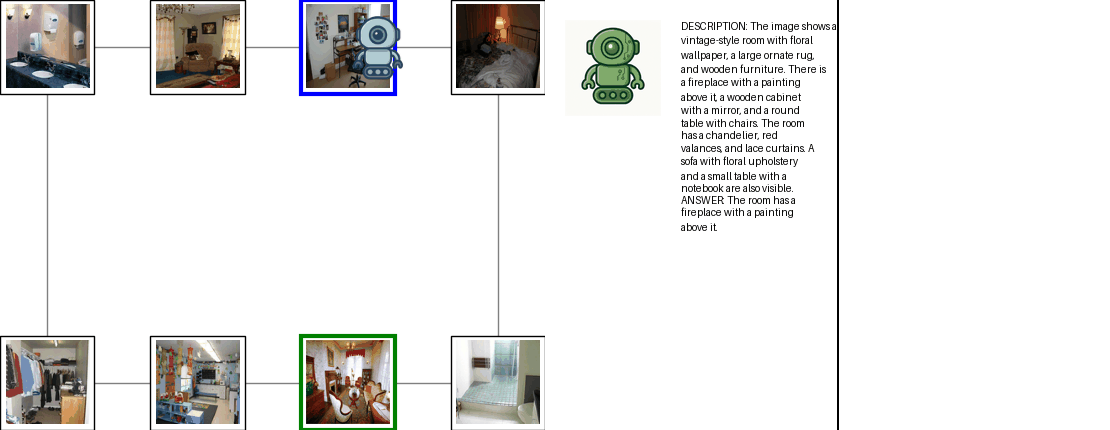 DESCRIPTION: The image shows a
vintage-style room with floral
wallpaper, a large ornate rug,
and wooden furniture. There is
a fireplace with a painting
above it, a wooden cabinet
with a mirror, and a round
table with chairs. The room
has a chandelier, red
valances, and lace curtains. A
sofa with floral upholstery
and a small table with a
notebook are also visible.
ANSWER: The room has a
fireplace with a painting
above it.